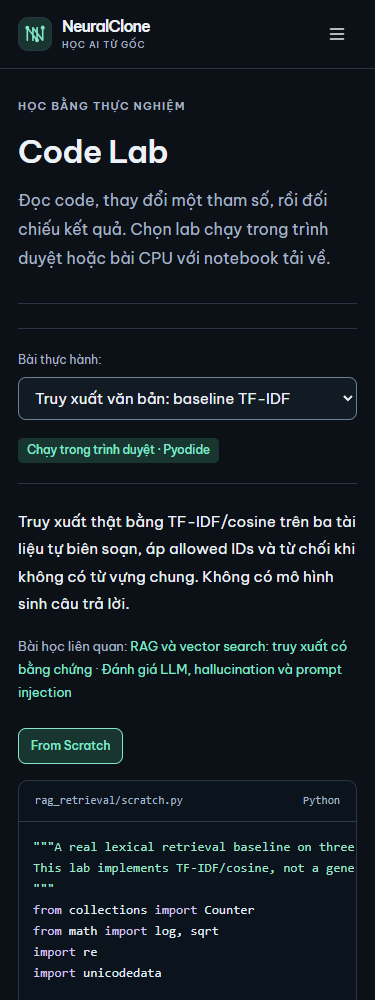 NeuralClone
HỌC AI TỪ GỐC
HỌC BẰNG THỰC NGHIỆM
Code Lab
Đọc code, thay đổi một tham số, rồi đối
chiếu kết quả. Chọn lab chạy trong trình
duyệt hoặc bài CPU với notebook tải về.
Bài thực hành:
Truy xuất văn bản: baseline TF-IDF
Chạy trong trình duyệt · Pyodide
Truy xuất thật bằng TF-IDF/cosine trên ba tài
liệu tự biên soạn, áp allowed IDs và từ chối khi
không có từ vựng chung. Không có mô hình
sinh câu trả lời.
Bài học liên quan: RAG và vector search: truy xuất có
bằng chứng · Đánh giá LLM, hallucination và prompt
injection
From Scratch
rag_retrieval/scratch.py Python
"""A real lexical retrieval baseline on three
This lab implements TF-IDF/cosine, not a gene
"""
from collections import Counter
from math import log, sqrt
import re
import unicodedata